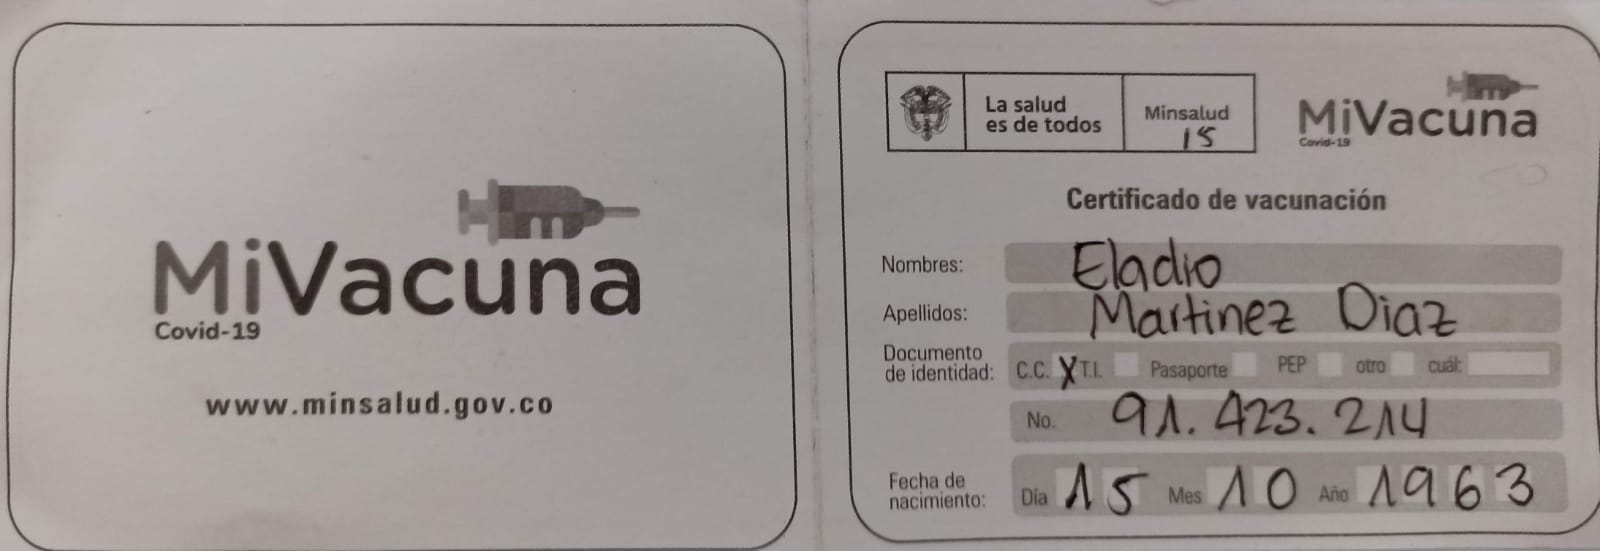 MiVacuna
Covid-19
www.minsalud.gov.co
La salud
es de todos
Minsalud
15
MiVacuna
Covid-19
Certificado de vacunación
Nombres: Eladio
Apellidos: Martinez Diaz
Documento
de identidad: C.C. X T.I. Pasaporte PEP otro cuál:
No. 91.423.214
Fecha de
nacimiento: Día 15 Mes 10 Año 1963